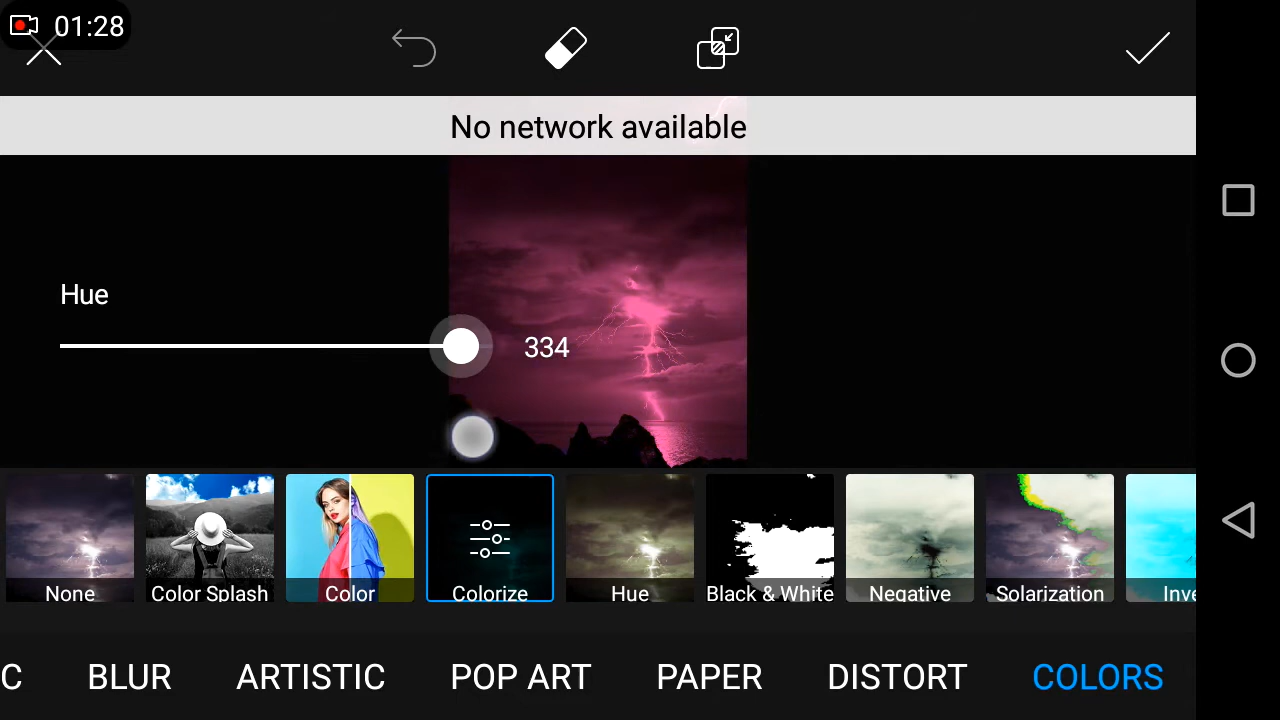 01:28
No network available
Hue
334
None
Color Splash
Color
Colorize
Hue
Black & White
Negative
Solarization
Inve
C
BLUR
ARTISTIC
POP ART
PAPER
DISTORT
COLORS